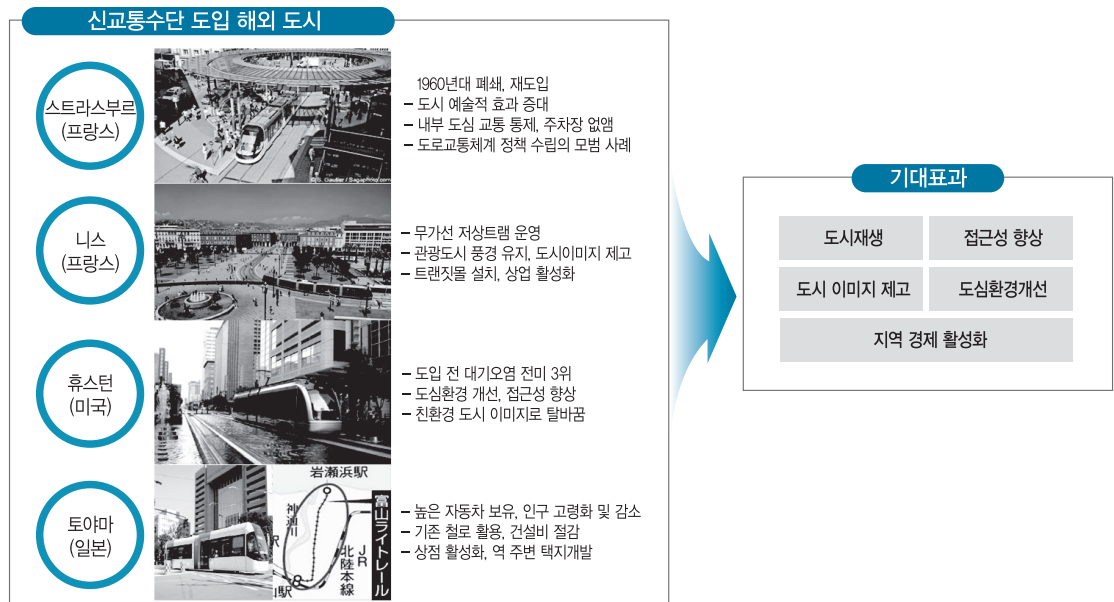 신교통수단 도입 해외 도시
스트라스부르
(프랑스)
© S. Gautier / Sagaphoto.com
1960년대 폐쇄, 재도입
– 도시 예술적 효과 증대
– 내부 도심 교통 통제, 주차장 없앰
– 도로교통체계 정책 수립의 모범 사례
니스
(프랑스)
– 무가선 저상트램 운영
– 관광도시 풍경 유지, 도시이미지 제고
– 트랜짓몰 설치, 상업 활성화
휴스턴
(미국)
– 도입 전 대기오염 전미 3위
– 도심환경 개선, 접근성 향상
– 친환경 도시 이미지로 탈바꿈
토야마
(일본)
岩瀬浜駅
神通川
富山ライトレール
JR
北陸本線
駅
– 높은 자동차 보유, 인구 고령화 및 감소
– 기존 철로 활용, 건설비 절감
– 상점 활성화, 역 주변 택지개발
기대표과
도시재생
접근성 향상
도시 이미지 제고
도심환경개선
지역 경제 활성화